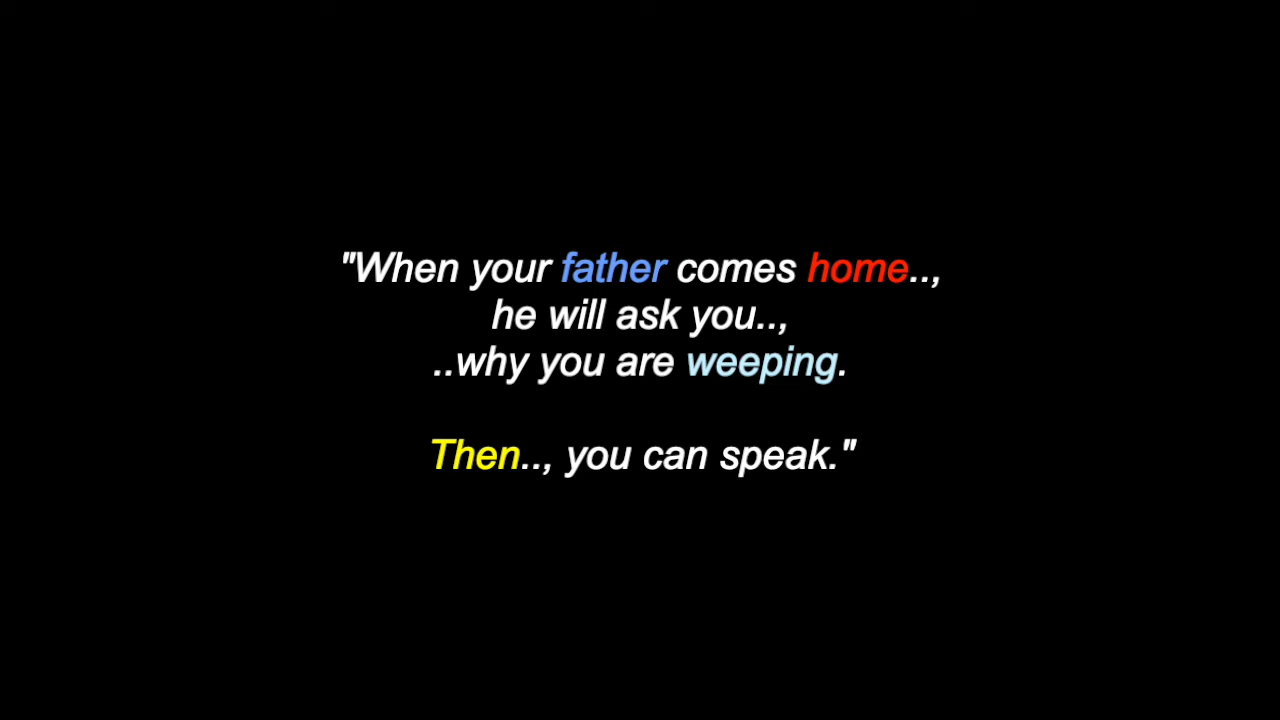 "When your father comes home..,
he will ask you..,
..why you are weeping.
Then.., you can speak."